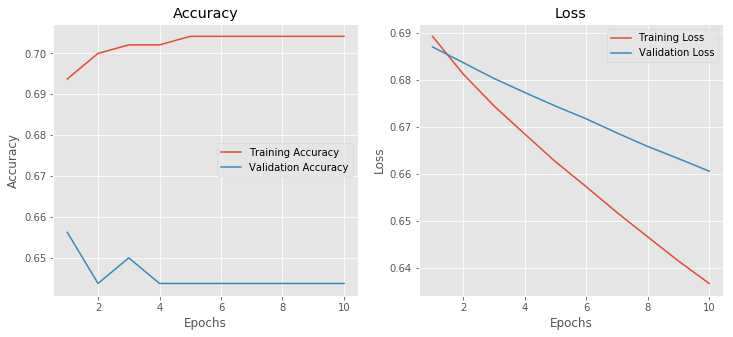 Accuracy
0.70
0.69
0.68
0.67
0.66
0.65
Accuracy
Training Accuracy
Validation Accuracy
2
4
6
8
10
Epochs
Loss
0.69
0.68
0.67
0.66
0.65
0.64
Loss
Training Loss
Validation Loss
2
4
6
8
10
Epochs